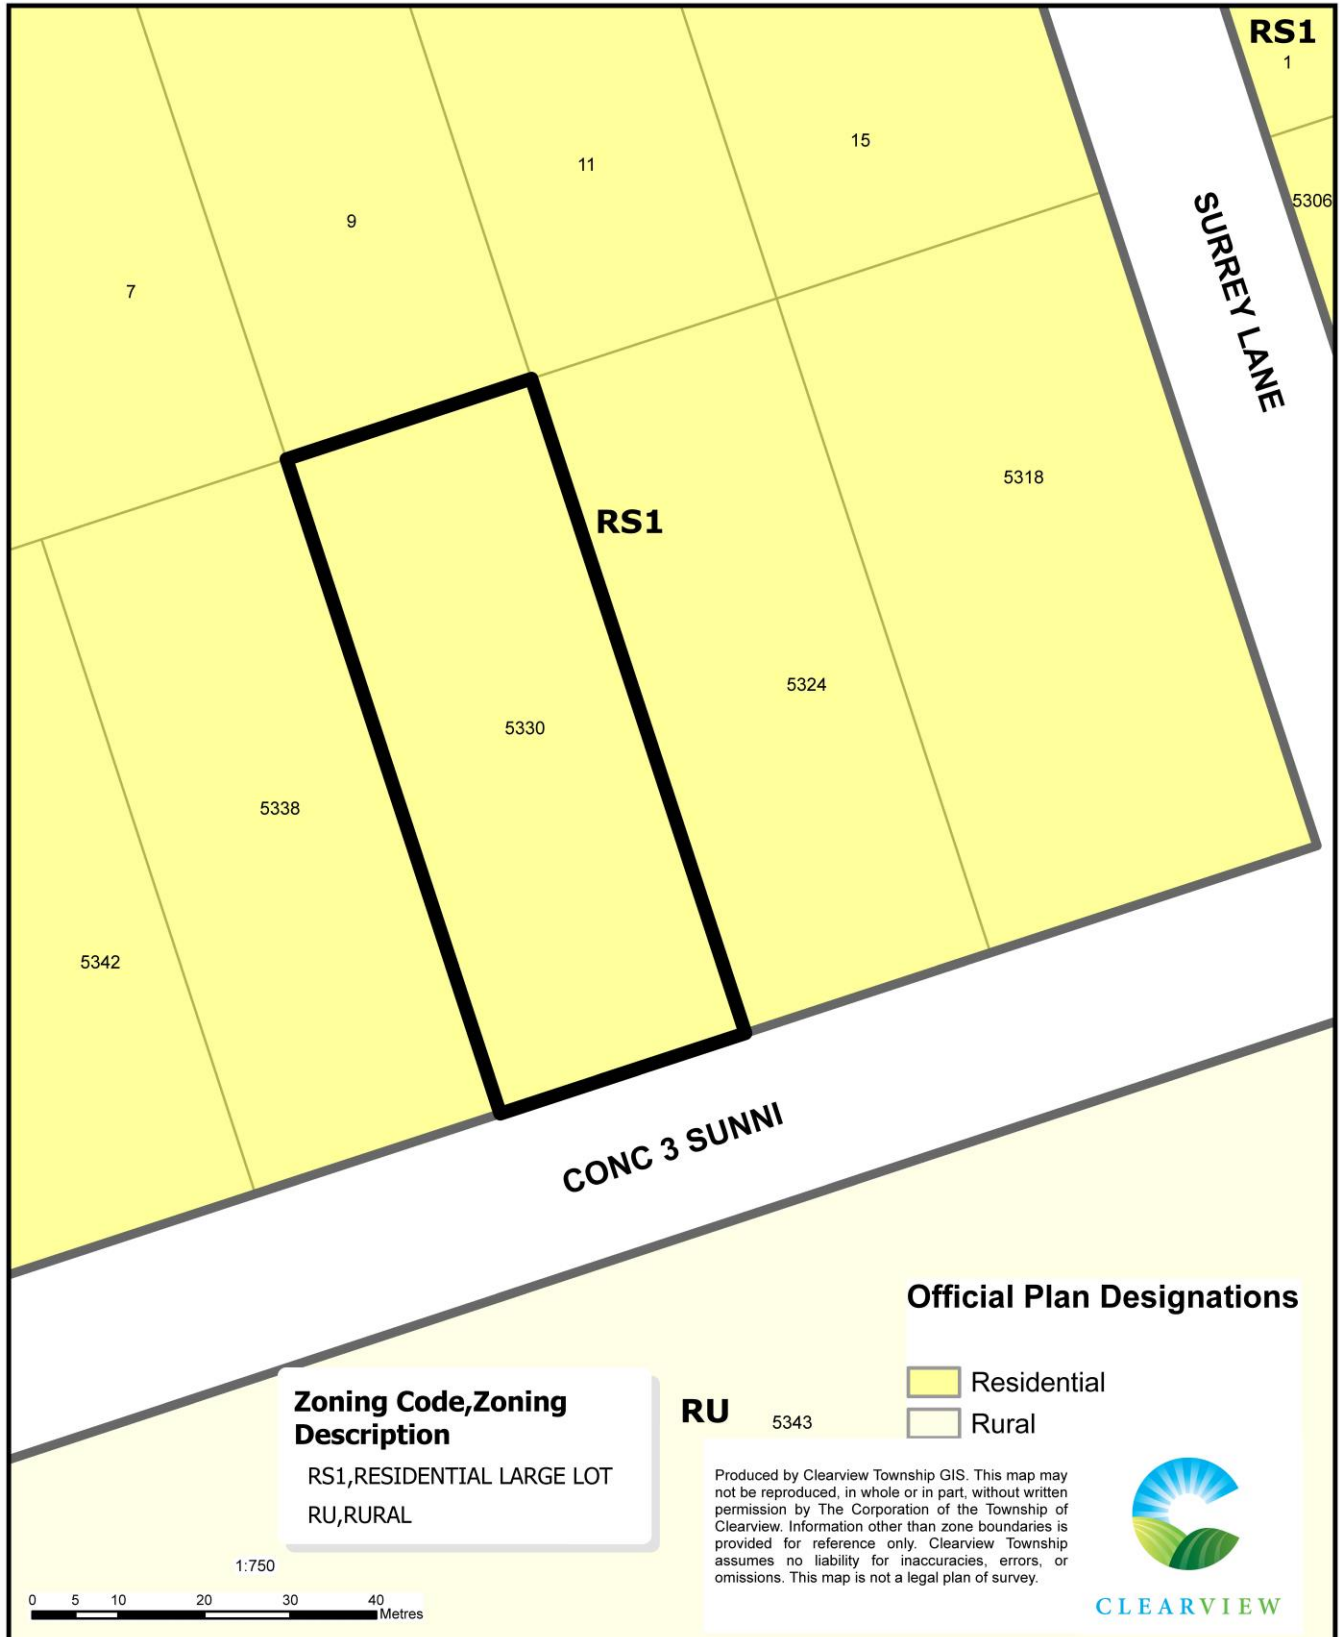 RS1
1
15
11
5306
9
SURREY LANE
7
5318
RS1
5324
5330
5338
5342
CONC 3 SUNNI
Official Plan Designations
Residential
Rural
Zoning Code,Zoning
Description
RS1,RESIDENTIAL LARGE LOT
RU,RURAL
RU
5343
Produced by Clearview Township GIS. This map may
not be reproduced, in whole or in part, without written
permission by The Corporation of the Township of
Clearview. Information other than zone boundaries is
provided for reference only. Clearview Township
assumes no liability for inaccuracies, errors, or
omissions. This map is not a legal plan of survey.
CLEARVIEW
1:750
0 5 10 20 30 40
Metres